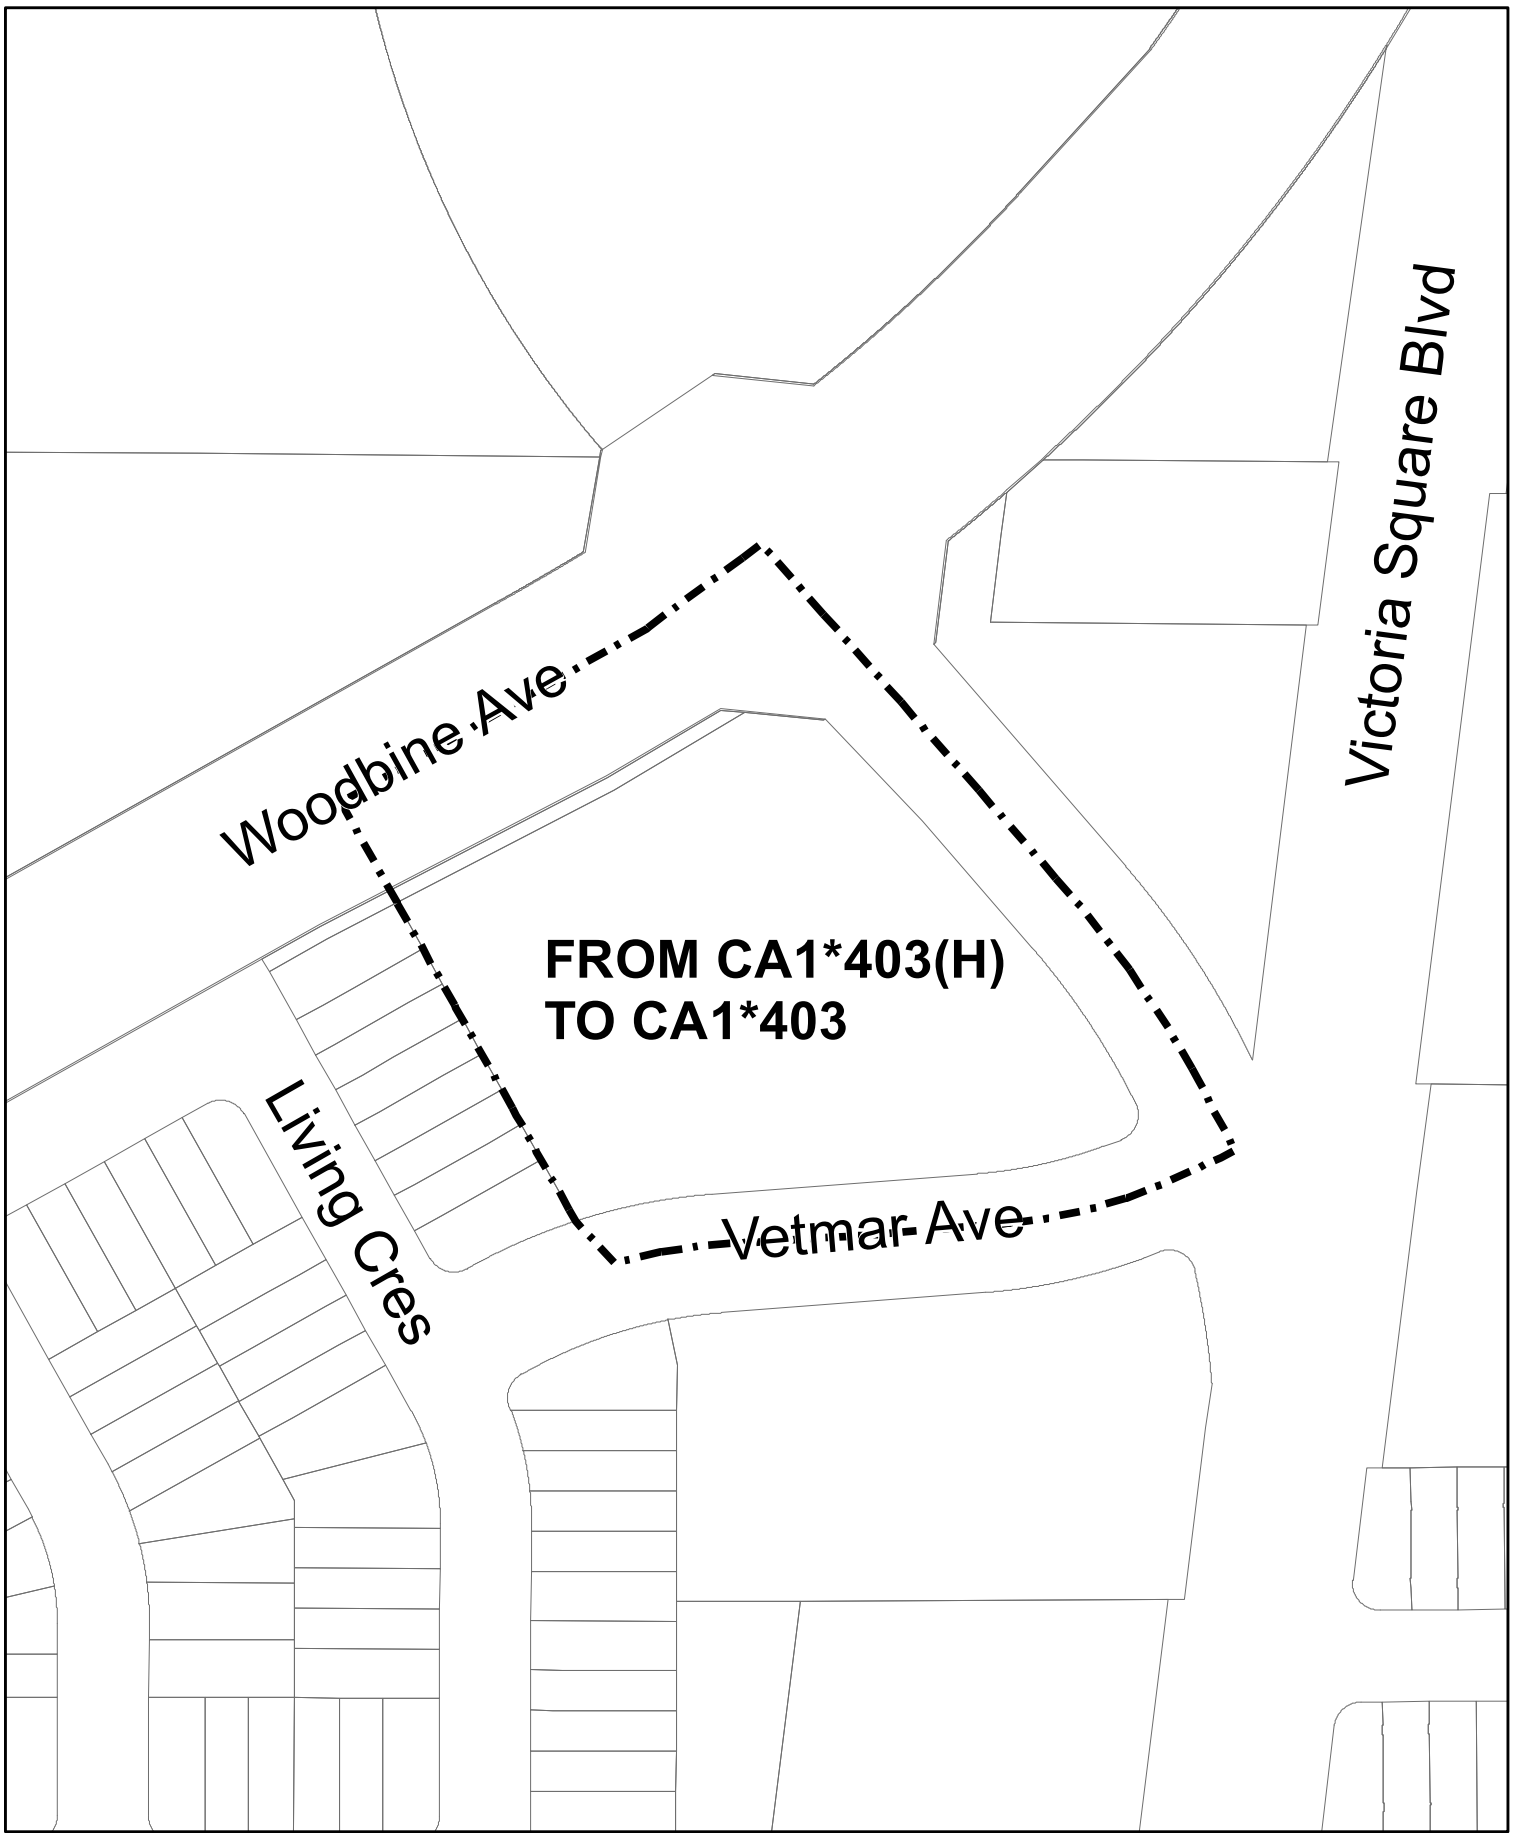 Victoria Square Blvd
Woodbine Ave
FROM CA1*403(H)
TO CA1*403
Living Cres
Vetmar Ave